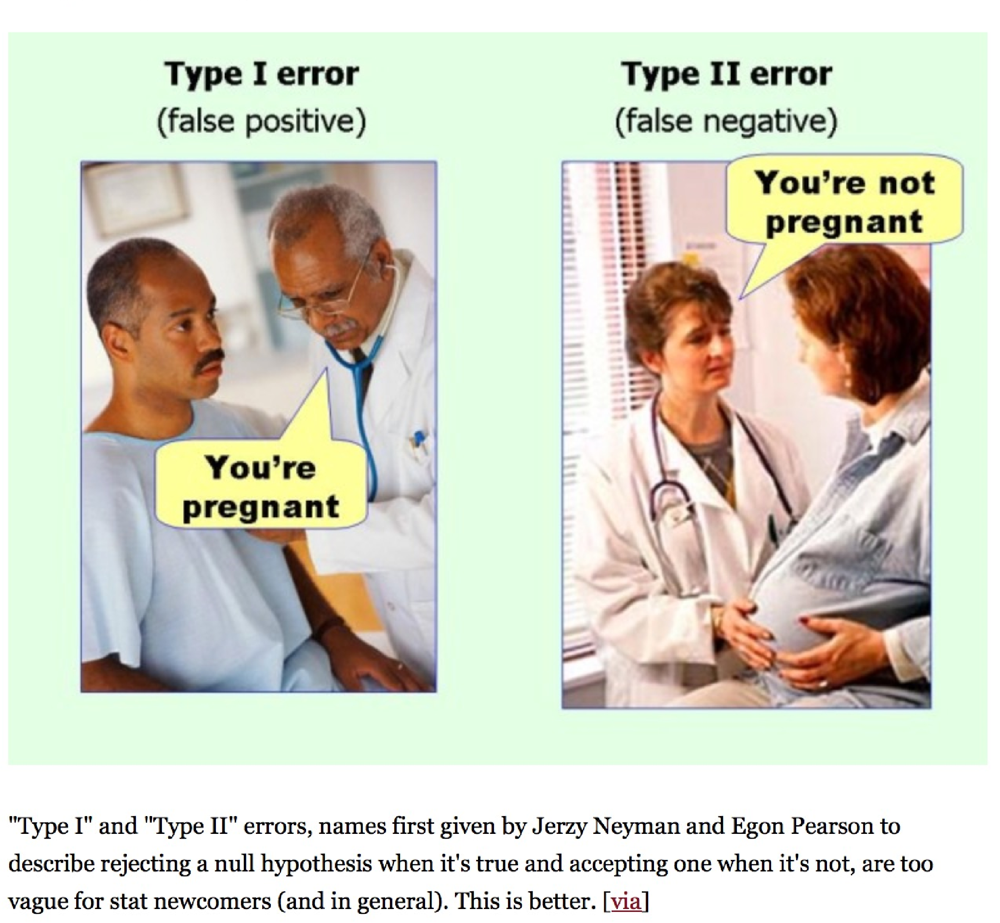 Type I error
(false positive)
You're
pregnant
Type II error
(false negative)
You're not
pregnant
"Type I" and "Type II" errors, names first given by Jerzy Neyman and Egon Pearson to
describe rejecting a null hypothesis when it's true and accepting one when it's not, are too
vague for stat newcomers (and in general). This is better. [via]